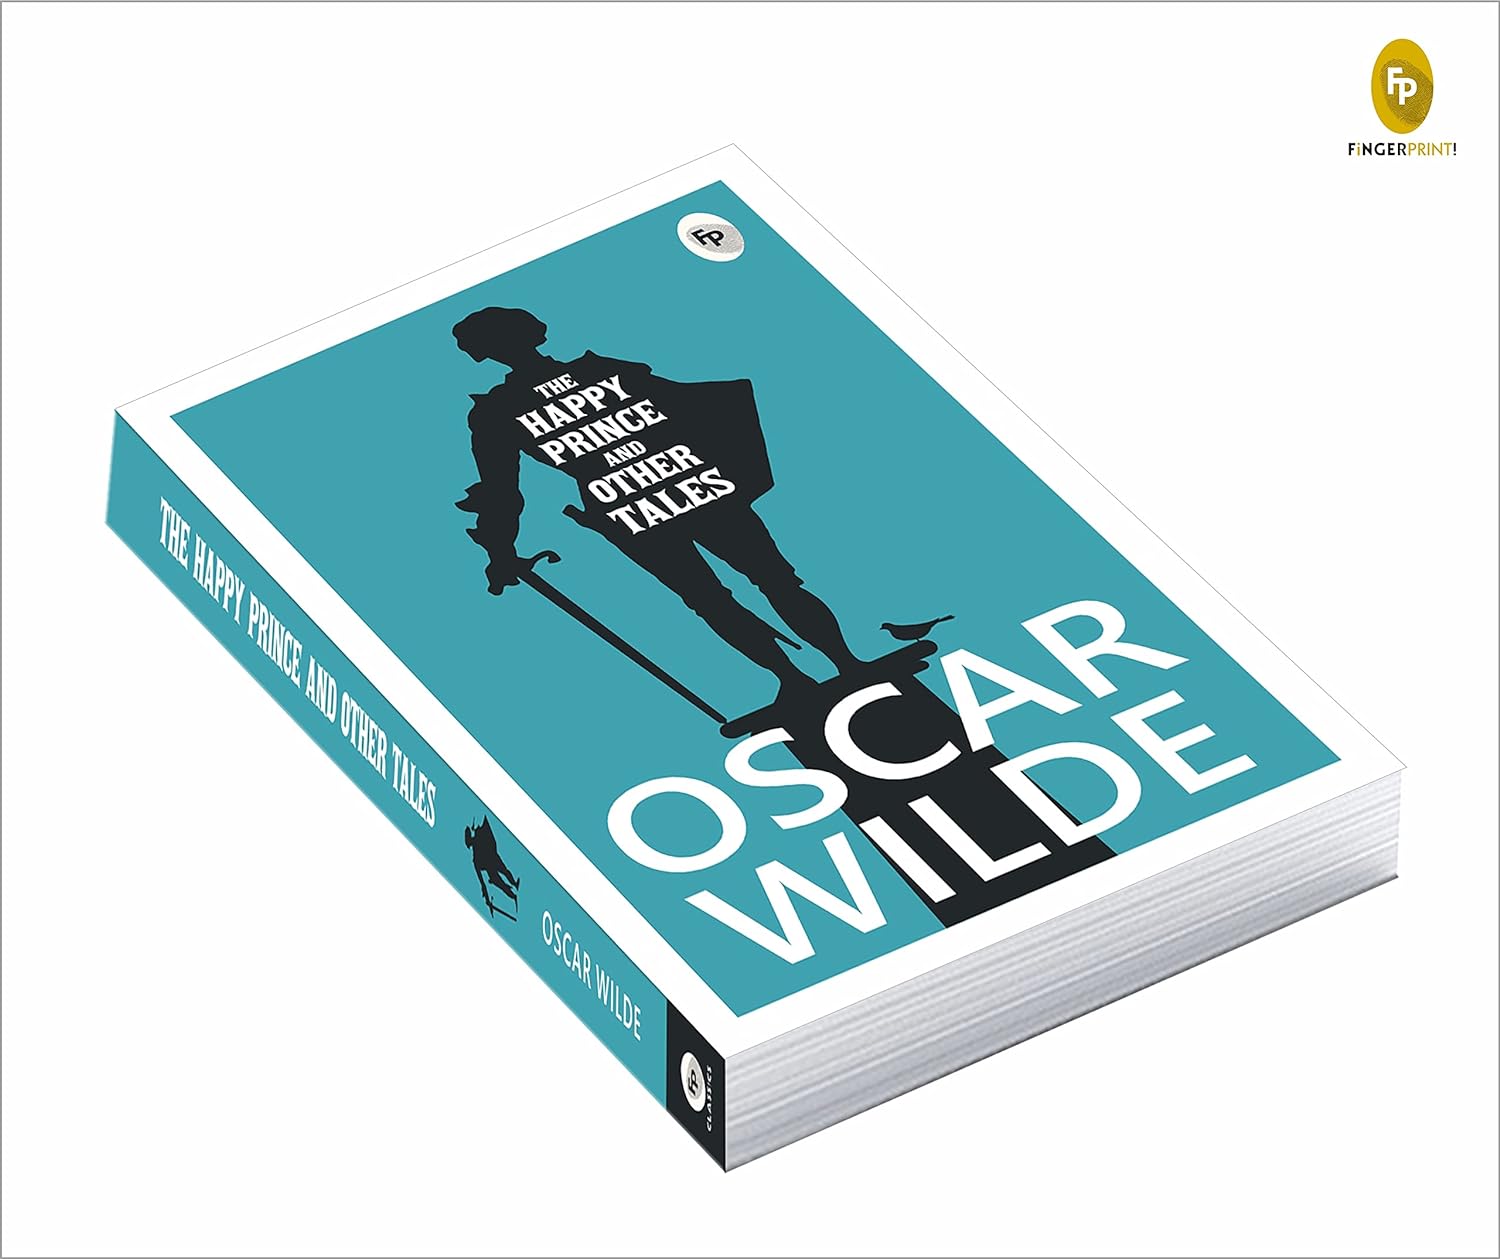 FP
FiNGERPRINT!
FP
THE
HAPPY
PRINCE
AND
OTHER
TALES
OSCAR
WILDE
THE HAPPY PRINCE AND OTHER TALES
OSCAR WILDE
FP
CLASSICS